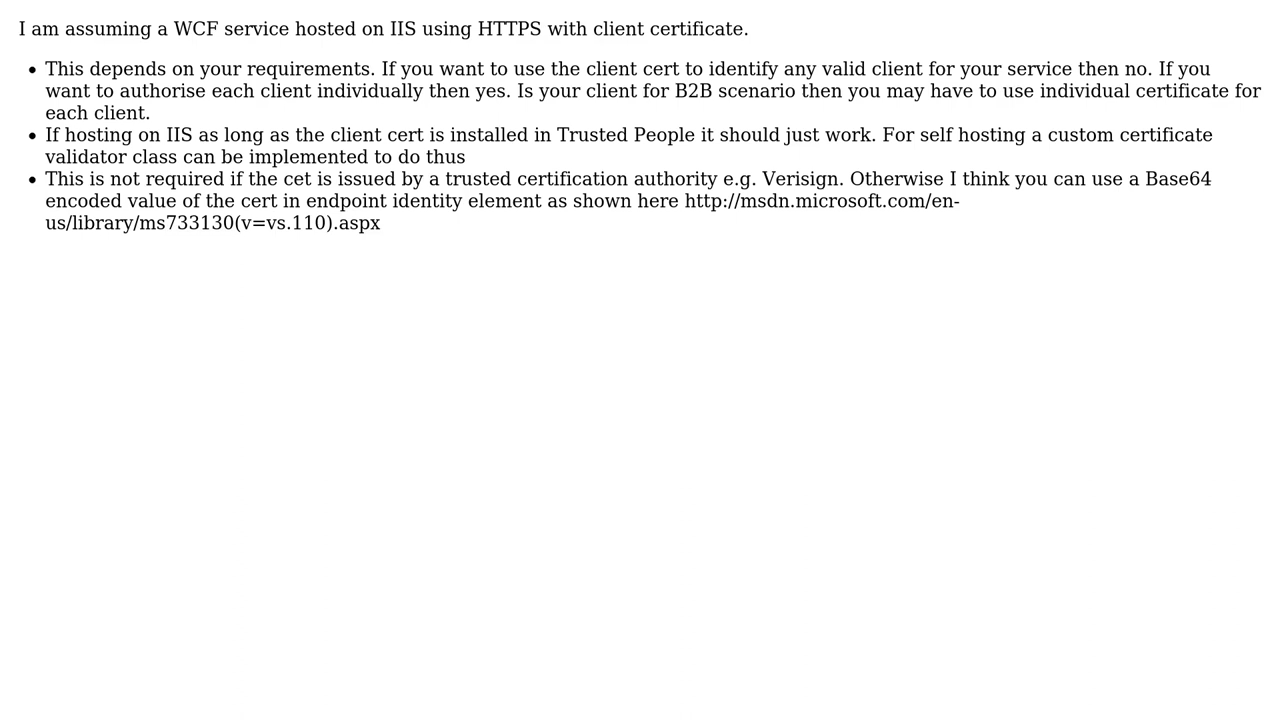 I am assuming a WCF service hosted on IIS using HTTPS with client certificate.
• This depends on your requirements. If you want to use the client cert to identify any valid client for your service then no. If you
want to authorise each client individually then yes. Is your client for B2B scenario then you may have to use individual certificate for
each client.
• If hosting on IIS as long as the client cert is installed in Trusted People it should just work. For self hosting a custom certificate
validator class can be implemented to do thus
• This is not required if the cet is issued by a trusted certification authority e.g. Verisign. Otherwise I think you can use a Base64
encoded value of the cert in endpoint identity element as shown here http://msdn.microsoft.com/en-
us/library/ms733130(v=vs.110).aspx